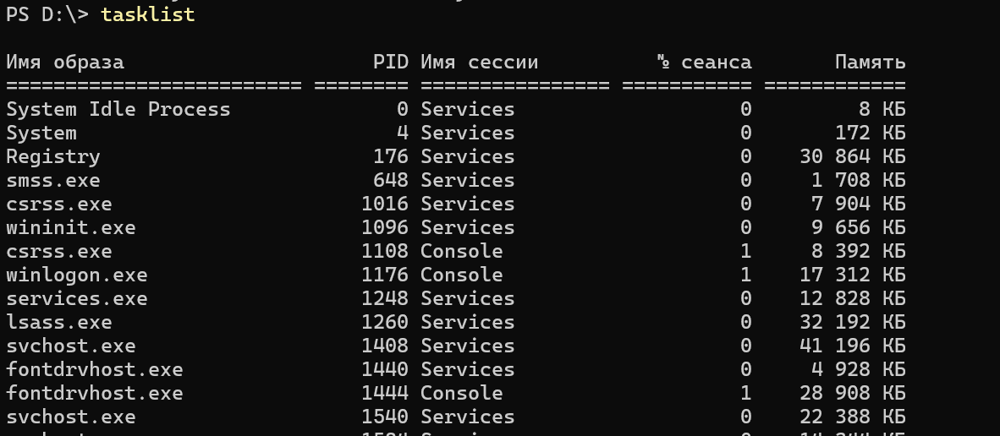 PS D:\> tasklist
Имя образа                     PID Имя сессии          № сеанса       Память
========================= ======== ================ =========== ============
System Idle Process              0 Services                   0         8 КБ
System                           4 Services                   0       172 КБ
Registry                       176 Services                   0    30 864 КБ
smss.exe                       648 Services                   0     1 708 КБ
csrss.exe                     1016 Services                   0     7 904 КБ
wininit.exe                   1096 Services                   0     9 656 КБ
csrss.exe                     1108 Console                    1     8 392 КБ
winlogon.exe                  1176 Console                    1    17 312 КБ
services.exe                  1248 Services                   0    12 828 КБ
lsass.exe                     1260 Services                   0    32 192 КБ
svchost.exe                   1408 Services                   0    41 196 КБ
fontdrvhost.exe               1440 Services                   0     4 928 КБ
fontdrvhost.exe               1444 Console                    1    28 908 КБ
svchost.exe                   1540 Services                   0    22 388 КБ